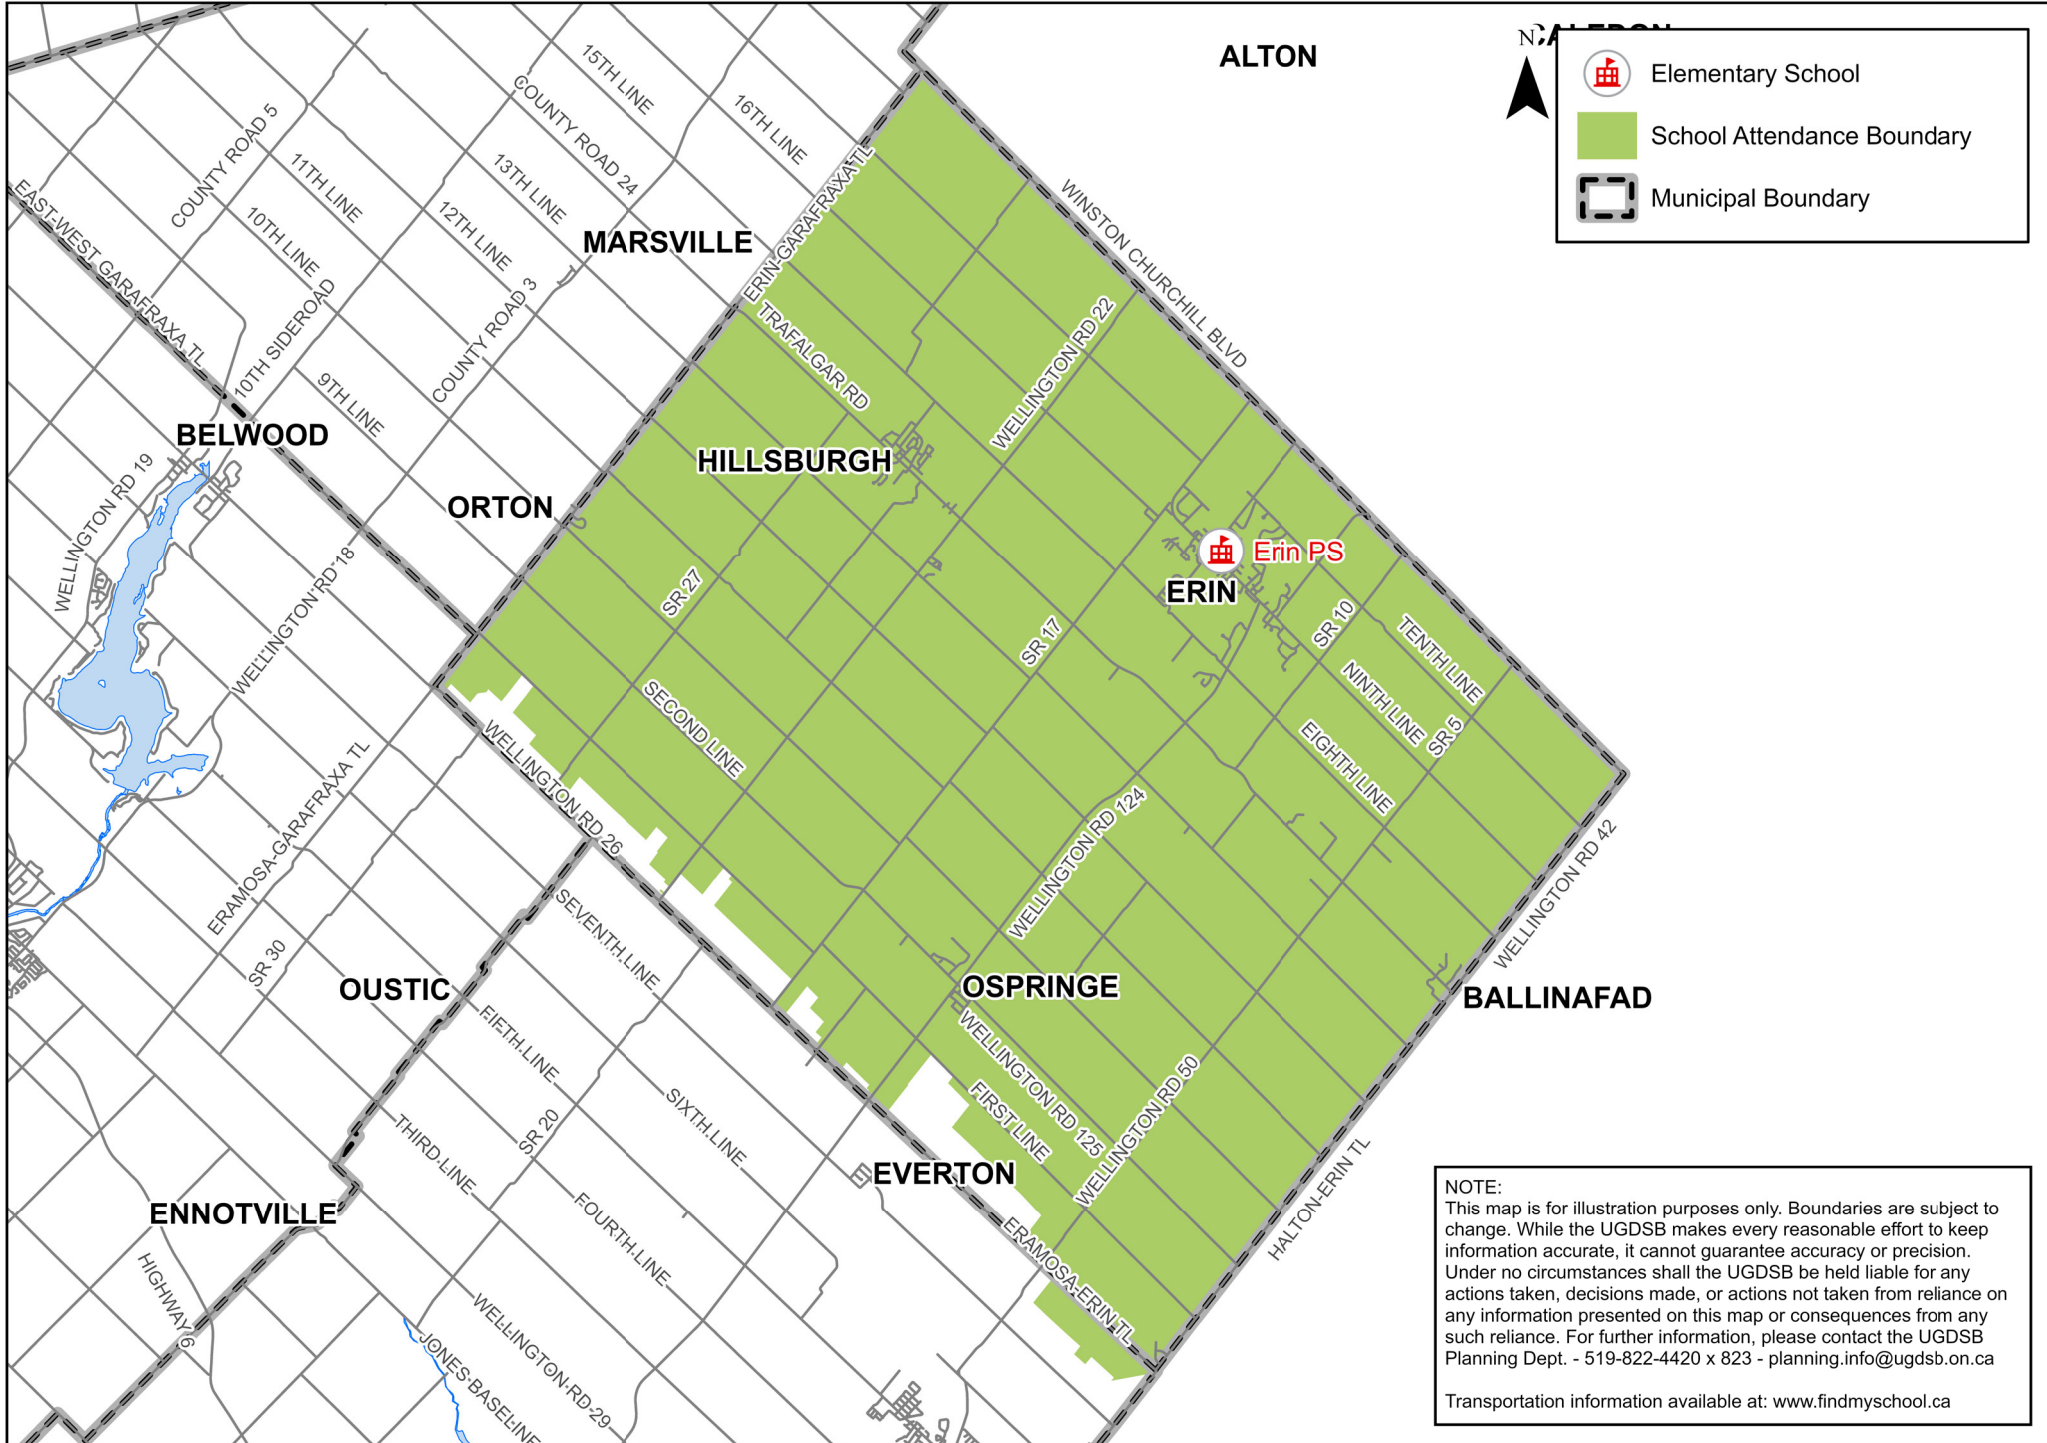 ALTON
N
Elementary School
School Attendance Boundary
Municipal Boundary
15TH LINE
COUNTY ROAD 24
16TH LINE
COUNTY ROAD 5
11TH LINE
13TH LINE
10TH LINE
12TH LINE
EAST-WEST GARAFRAXA TL
MARSVILLE
ERIN-GARAFRAXA TL
WINSTON CHURCHILL BLVD
10TH SIDEROAD
COUNTY ROAD 3
9TH LINE
TRAFALGAR RD
WELLINGTON RD 22
BELWOOD
HILLSBURGH
WELLINGTON RD 19
ORTON
Erin PS
ERIN
WELLINGTON RD 18
SR 27
SR 17
SR 10
TENTH LINE
NINTH LINE
SR 5
EIGHTH LINE
SECOND LINE
WELLINGTON RD 26
ERAMOSA-GARAFRAXA TL
WELLINGTON RD 124
WELLINGTON RD 42
SEVENTH LINE
SR 30
OUSTIC
OSPRINGE
BALLINAFAD
FIFTH LINE
WELLINGTON RD 125
WELLINGTON RD 50
FIRST LINE
SIXTH LINE
SR 20
THIRD LINE
EVERTON
HALTON-ERIN TL
ENNOTVILLE
FOURTH LINE
ERAMOSA-ERIN TL
HIGHWAY 6
WELLINGTON RD 29
JONES BASELINE
NOTE:
This map is for illustration purposes only. Boundaries are subject to
change. While the UGDSB makes every reasonable effort to keep
information accurate, it cannot guarantee accuracy or precision.
Under no circumstances shall the UGDSB be held liable for any
actions taken, decisions made, or actions not taken from reliance on
any information presented on this map or consequences from any
such reliance. For further information, please contact the UGDSB
Planning Dept. - 519-822-4420 x 823 - planning.info@ugdsb.on.ca
Transportation information available at: www.findmyschool.ca